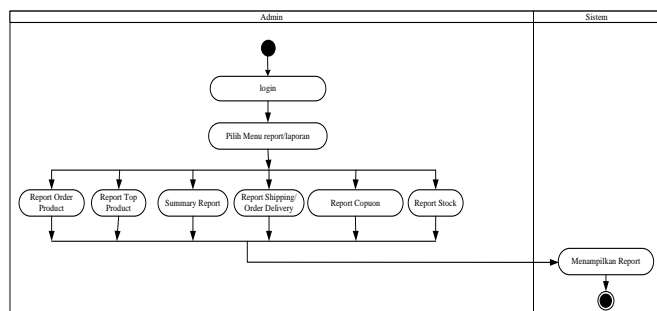 Admin
Sistem
login
Pilih Menu report/laporan
Report Order
Product
Report Top
Product
Summary Report
Report Shipping/
Order Delivery
Report Copuon
Report Stock
Menampilkan Report